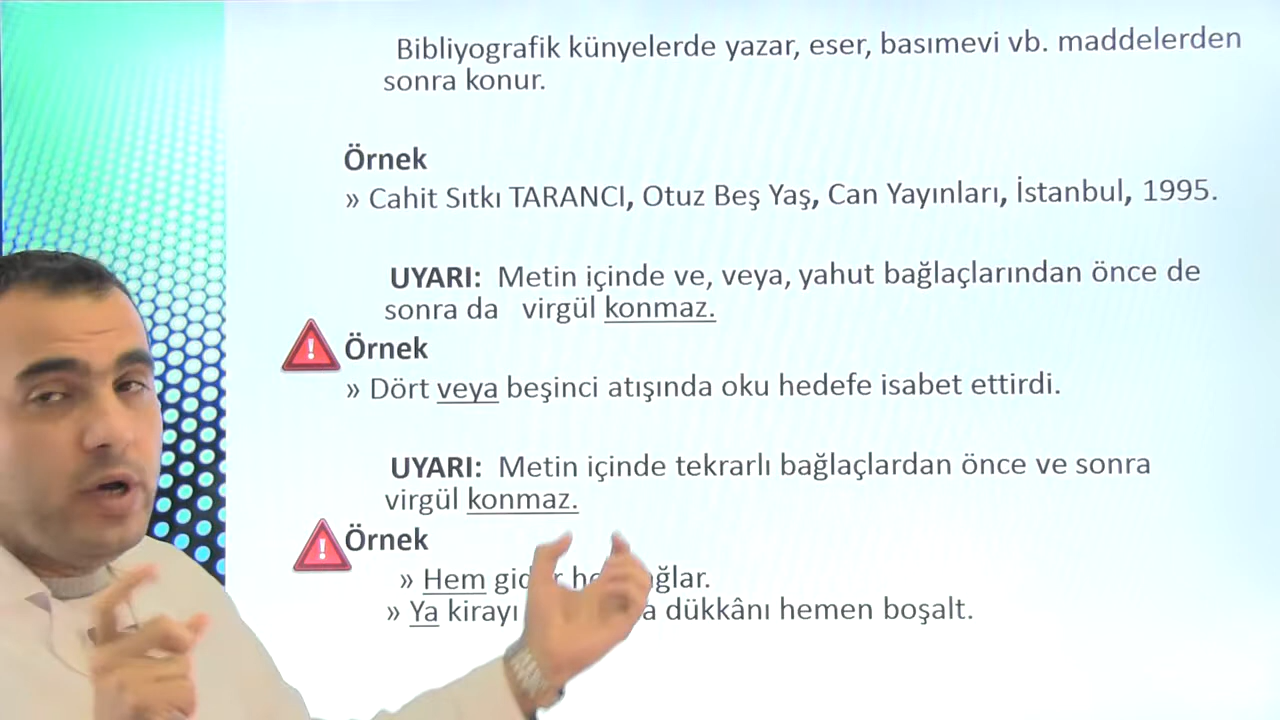 Bibliyografik künyelerde yazar, eser, basımevi vb. maddelerden
sonra konur.
Örnek
» Cahit Sıtkı TARANCI, Otuz Beş Yaş, Can Yayınları, İstanbul, 1995.
UYARI: Metin içinde ve, veya, yahut bağlaçlarından önce de
sonra da virgül konmaz.
Örnek
» Dört veya beşinci atışında oku hedefe isabet ettirdi.
UYARI: Metin içinde tekrarlı bağlaçlardan önce ve sonra
virgül konmaz.
Örnek
» Hem
» Ya kirayı dükkânı hemen boşalt.